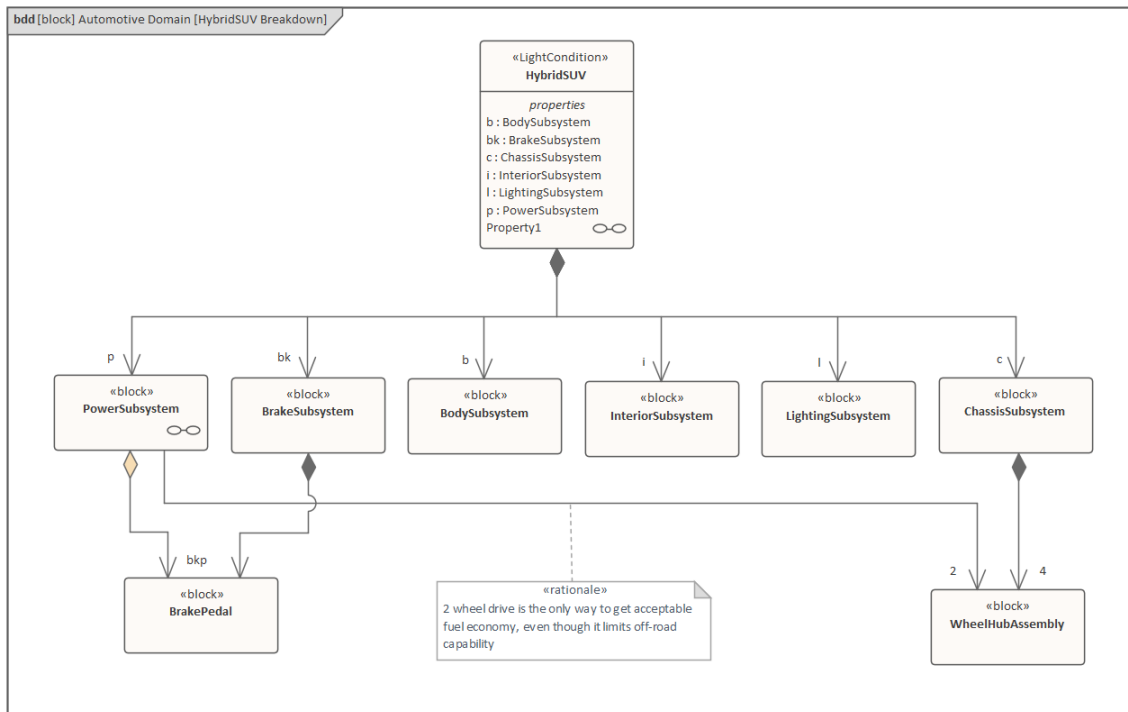 bdd [block] Automotive Domain [HybridSUV Breakdown]
«LightCondition»
HybridSUV
properties
b : BodySubsystem
bk : BrakeSubsystem
c : ChassisSubsystem
i : InteriorSubsystem
l : LightingSubsystem
p : PowerSubsystem
Property1
p
bk
b
i
l
c
«block»
PowerSubsystem
«block»
BrakeSubsystem
«block»
BodySubsystem
«block»
InteriorSubsystem
«block»
LightingSubsystem
«block»
ChassisSubsystem
bkp
2
4
«block»
BrakePedal
«rationale»
2 wheel drive is the only way to get acceptable
fuel economy, even though it limits off-road
capability
«block»
WheelHubAssembly